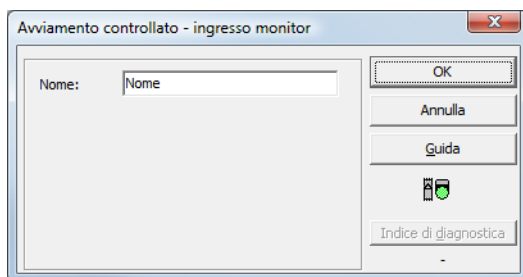 Avviamento controllato - ingresso monitor
Nome:
Nome
OK
Annulla
Guida
Indice di diagnostica
-